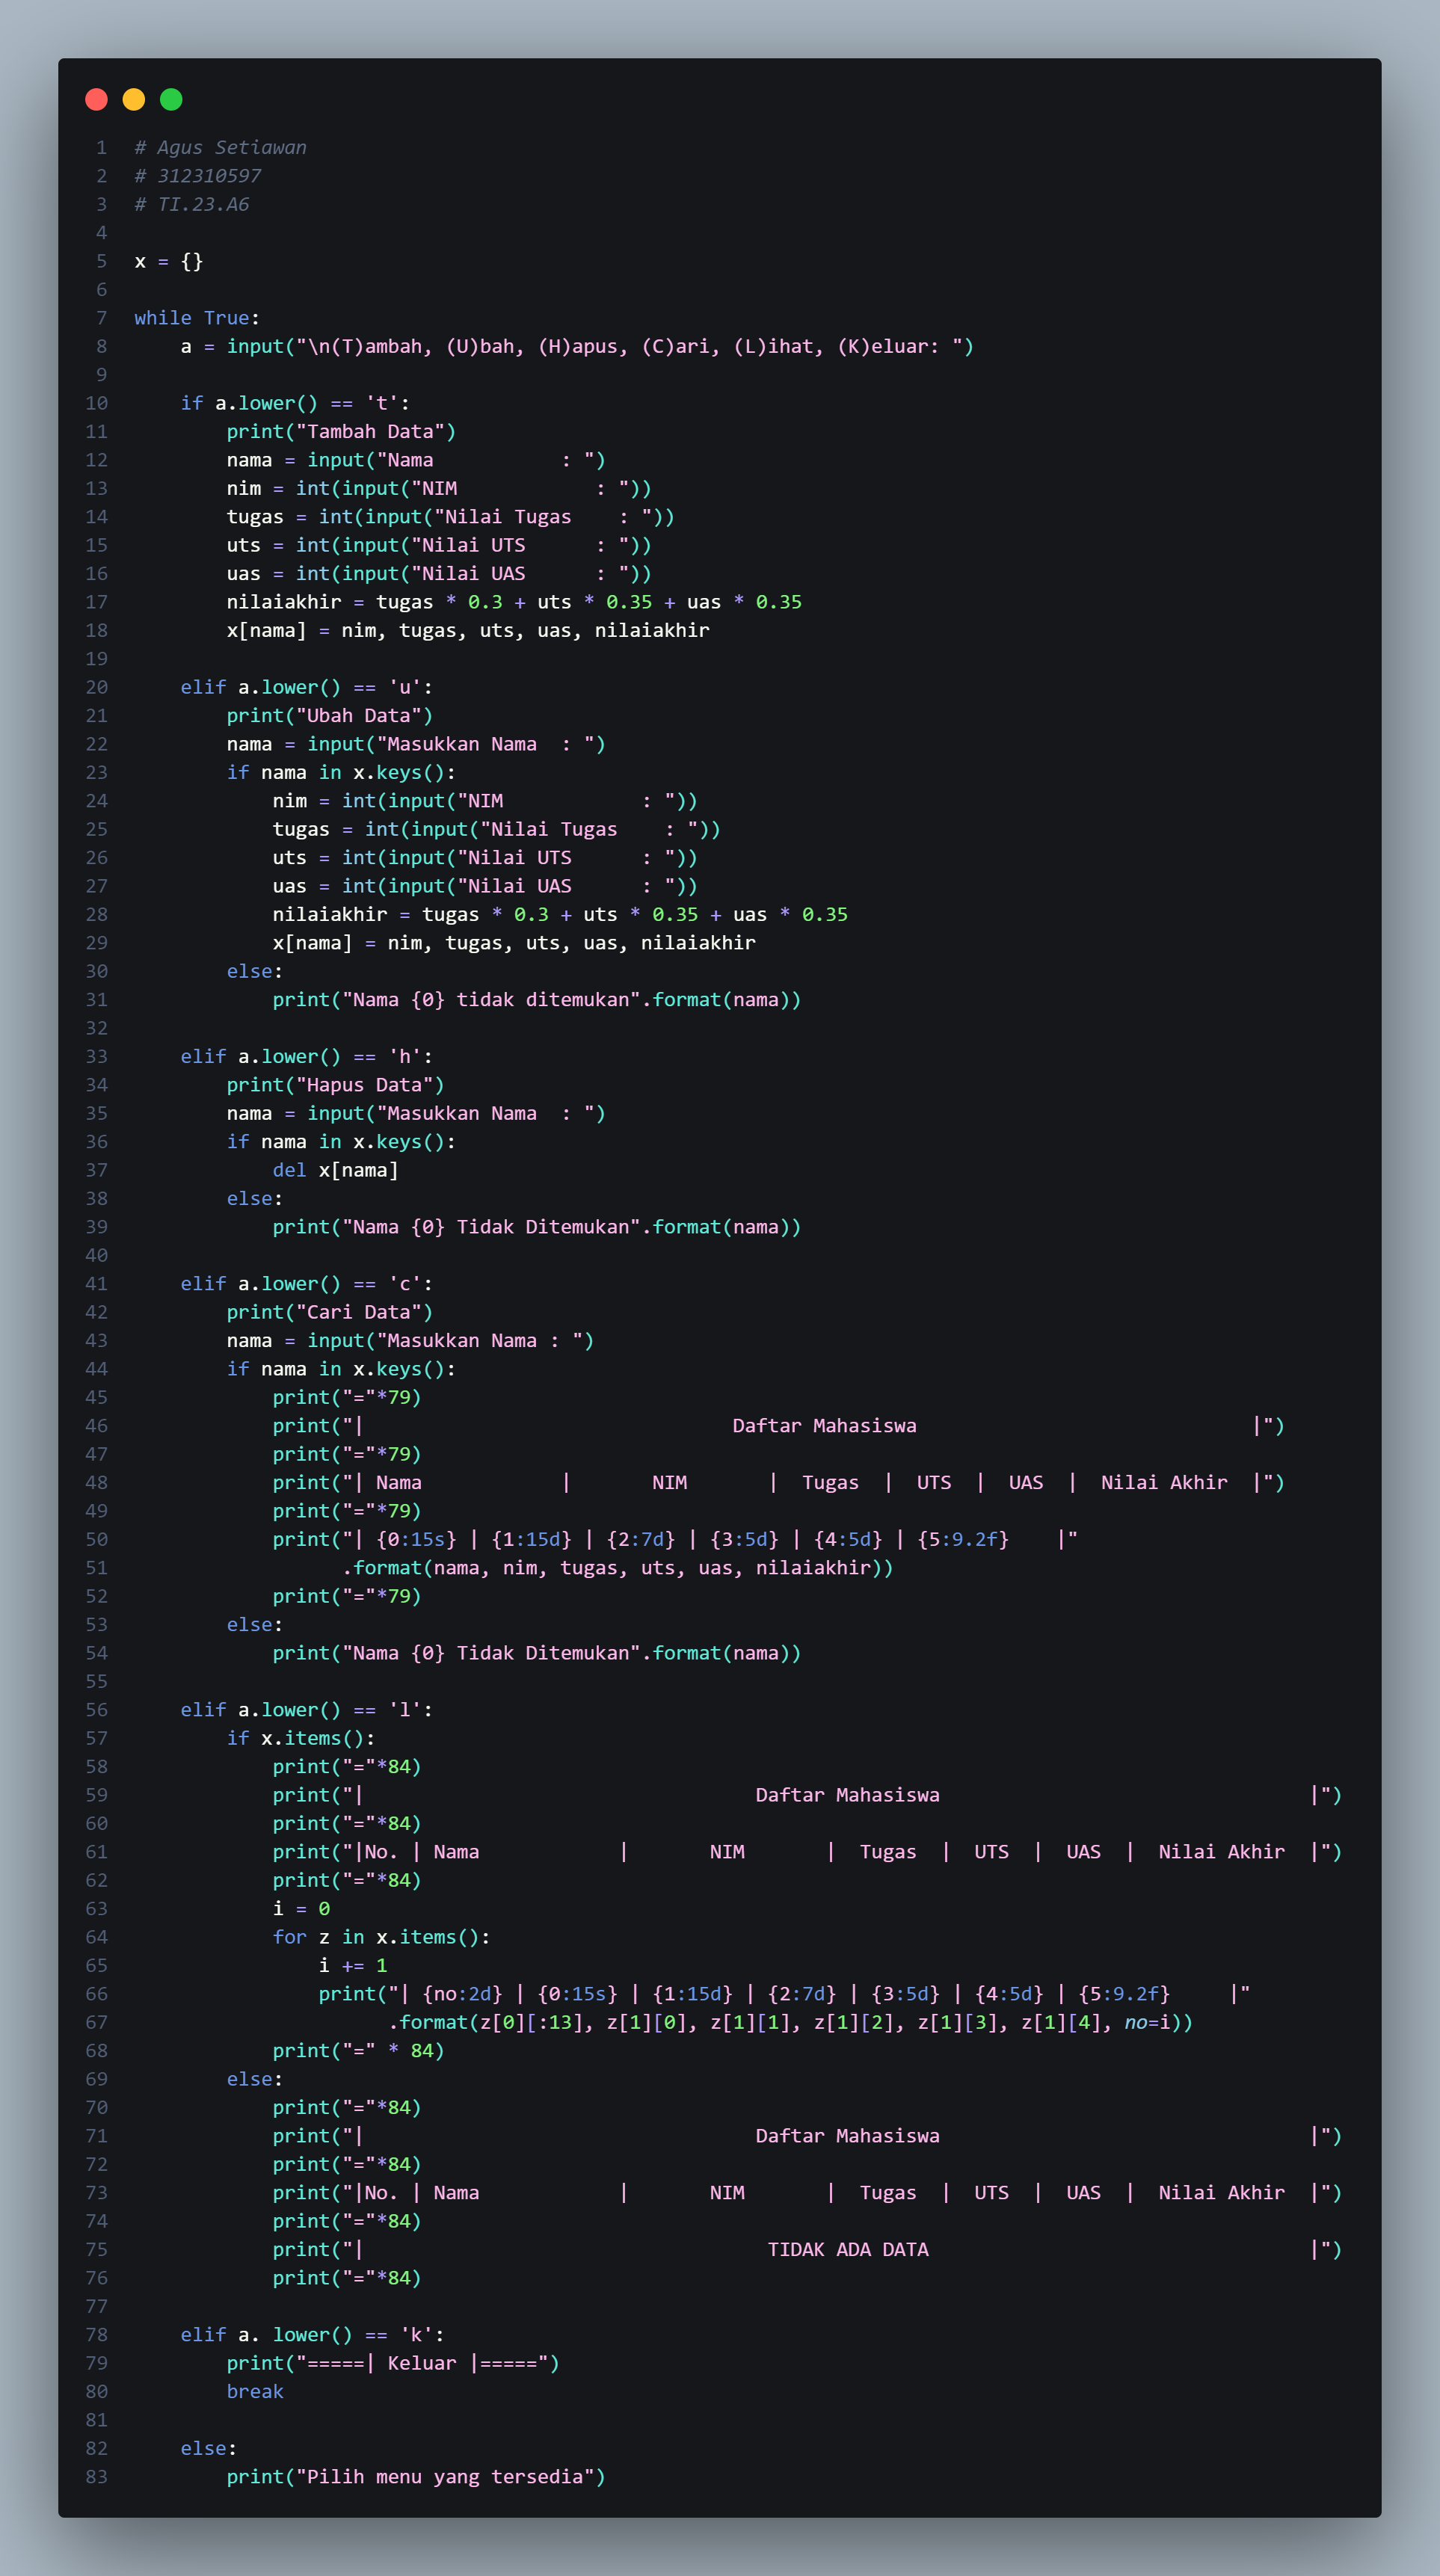 1 # Agus Setiawan
2 # 312310597
3 # TI.23.A6
4
5 x = {}
6
7 while True:
8     a = input("\n(T)ambah, (U)bah, (H)apus, (C)ari, (L)ihat, (K)eluar: ")
9
10     if a.lower() == 't':
11         print("Tambah Data")
12         nama = input("Nama           : ")
13         nim = int(input("NIM            : "))
14         tugas = int(input("Nilai Tugas    : "))
15         uts = int(input("Nilai UTS      : "))
16         uas = int(input("Nilai UAS      : "))
17         nilaiakhir = tugas * 0.3 + uts * 0.35 + uas * 0.35
18         x[nama] = nim, tugas, uts, uas, nilaiakhir
19
20     elif a.lower() == 'u':
21         print("Ubah Data")
22         nama = input("Masukkan Nama  : ")
23         if nama in x.keys():
24             nim = int(input("NIM            : "))
25             tugas = int(input("Nilai Tugas    : "))
26             uts = int(input("Nilai UTS      : "))
27             uas = int(input("Nilai UAS      : "))
28             nilaiakhir = tugas * 0.3 + uts * 0.35 + uas * 0.35
29             x[nama] = nim, tugas, uts, uas, nilaiakhir
30         else:
31             print("Nama {0} tidak ditemukan".format(nama))
32
33     elif a.lower() == 'h':
34         print("Hapus Data")
35         nama = input("Masukkan Nama  : ")
36         if nama in x.keys():
37             del x[nama]
38         else:
39             print("Nama {0} Tidak Ditemukan".format(nama))
40
41     elif a.lower() == 'c':
42         print("Cari Data")
43         nama = input("Masukkan Nama : ")
44         if nama in x.keys():
45             print("="*79)
46             print("|                                Daftar Mahasiswa                             |")
47             print("="*79)
48             print("| Nama            |       NIM       |  Tugas  |  UTS  |  UAS  |  Nilai Akhir  |")
49             print("="*79)
50             print("| {0:15s} | {1:15d} | {2:7d} | {3:5d} | {4:5d} | {5:9.2f}    |"
51                   .format(nama, nim, tugas, uts, uas, nilaiakhir))
52             print("="*79)
53         else:
54             print("Nama {0} Tidak Ditemukan".format(nama))
55
56     elif a.lower() == 'l':
57         if x.items():
58             print("="*84)
59             print("|                                  Daftar Mahasiswa                                |")
60             print("="*84)
61             print("|No. | Nama            |       NIM       |  Tugas  |  UTS  |  UAS  |  Nilai Akhir  |")
62             print("="*84)
63             i = 0
64             for z in x.items():
65                 i += 1
66                 print("| {no:2d} | {0:15s} | {1:15d} | {2:7d} | {3:5d} | {4:5d} | {5:9.2f}     |"
67                       .format(z[0][:13], z[1][0], z[1][1], z[1][2], z[1][3], z[1][4], no=i))
68             print("=" * 84)
69         else:
70             print("="*84)
71             print("|                                  Daftar Mahasiswa                                |")
72             print("="*84)
73             print("|No. | Nama            |       NIM       |  Tugas  |  UTS  |  UAS  |  Nilai Akhir  |")
74             print("="*84)
75             print("|                                   TIDAK ADA DATA                                 |")
76             print("="*84)
77
78     elif a. lower() == 'k':
79         print("=====| Keluar |=====")
80         break
81
82     else:
83         print("Pilih menu yang tersedia")